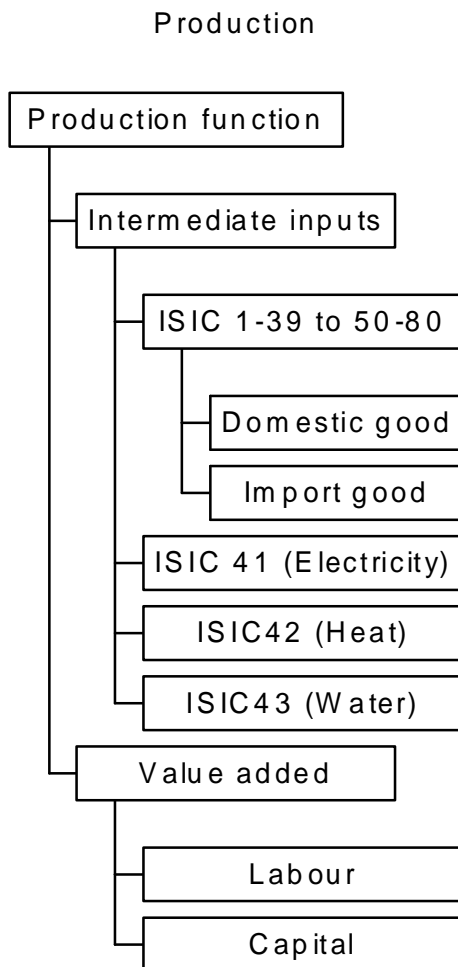 Production
Production function
Intermediate inputs
ISIC 1-39 to 50-80
Domestic good
Import good
ISIC 41 (Electricity)
ISIC42 (Heat)
ISIC43 (Water)
Value added
Labour
Capital